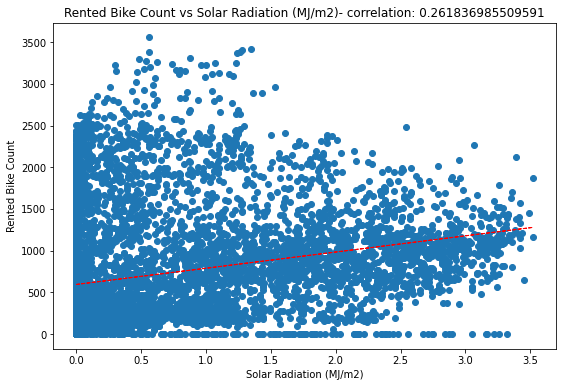 Rented Bike Count vs Solar Radiation (MJ/m2)- correlation: 0.261836985509591
3500
3000
2500
2000
1500
1000
500
0
Rented Bike Count
0.0 0.5 1.0 1.5 2.0 2.5 3.0 3.5
Solar Radiation (MJ/m2)